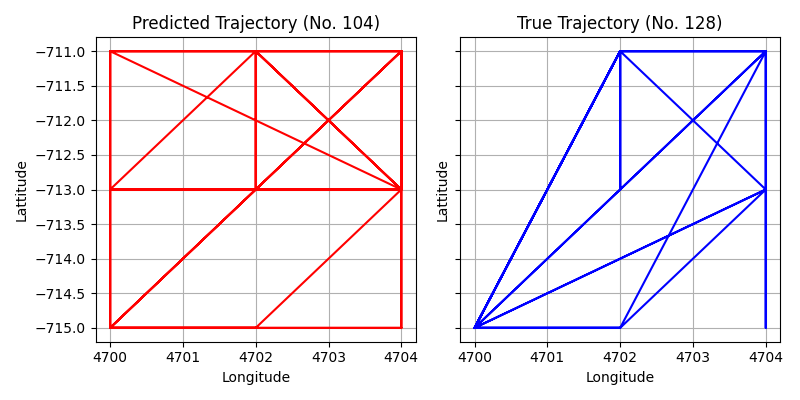 Predicted Trajectory (No. 104)
True Trajectory (No. 128)
−711.0
−711.5
−712.0
−712.5
−713.0
−713.5
−714.0
−714.5
−715.0
Lattitude
Lattitude
4700 4701 4702 4703 4704
4700 4701 4702 4703 4704
Longitude
Longitude